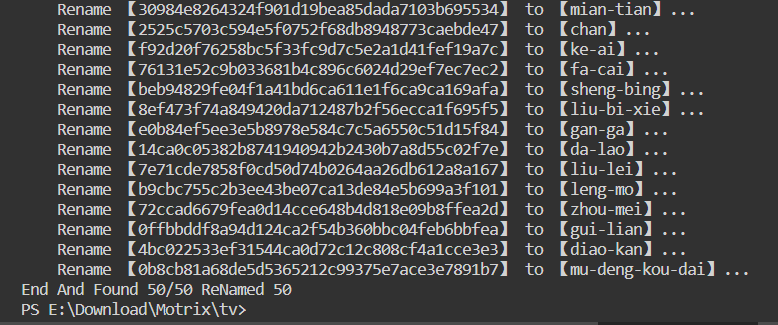 Rename 【30984e8264324f901d19bea85dada7103b695534】 to 【mian-tian】...
Rename 【2525c5703c594e5f0752f68db8948773caebde47】 to 【chan】...
Rename 【f92d20f76258bc5f33fc9d7c5e2a1d41fef19a7c】 to 【ke-ai】...
Rename 【76131e52c9b033681b4c896c6024d29ef7ec7ec2】 to 【fa-cai】...
Rename 【beb94829fe04f1a41bd6ca611e1f6ca9ca169afa】 to 【sheng-bing】...
Rename 【8ef473f74a849420da712487b2f56ecca1f695f5】 to 【liu-bi-xie】...
Rename 【e0b84ef5ee3e5b8978e584c7c5a6550c51d15f84】 to 【gan-ga】...
Rename 【14ca0c05382b8741940942b2430b7a8d55c02f7e】 to 【da-lao】...
Rename 【7e71cde7858f0cd50d74b0264aa26db612a8a167】 to 【liu-lei】...
Rename 【b9cbc755c2b3ee43be07ca13de84e5b699a3f101】 to 【leng-mo】...
Rename 【72ccad6679fea0d14cce648b4d818e09b8ffea2d】 to 【zhou-mei】...
Rename 【0ffbbddf8a94d124ca2f54b360bbc04feb6bbfea】 to 【gui-lian】...
Rename 【4bc022533ef31544ca0d72c12c808cf4a1cce3e3】 to 【diao-kan】...
Rename 【0b8cb81a68de5d5365212c99375e7ace3e7891b7】 to 【mu-deng-kou-dai】...
End And Found 50/50 ReNamed 50
PS E:\Download\Motrix\tv>